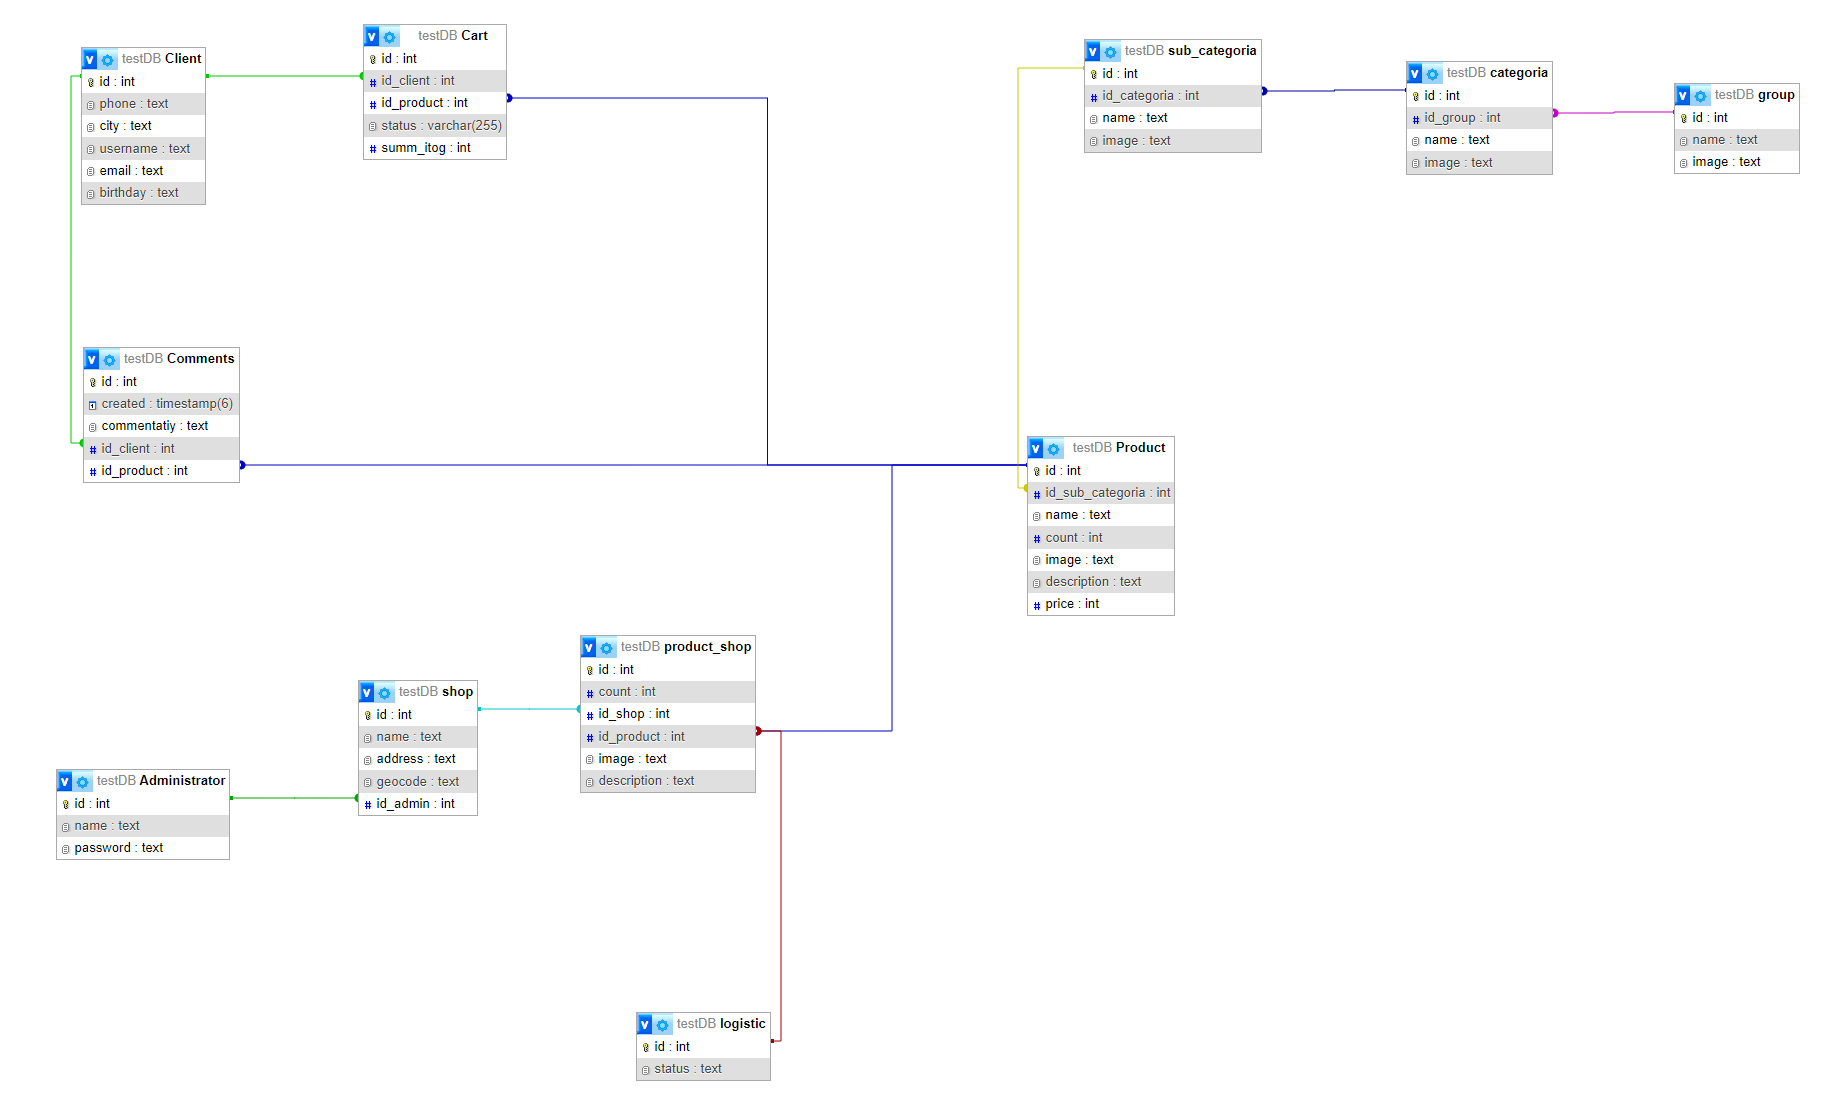 v testDB Client
id : int
phone : text
city : text
username : text
email : text
birthday : text
v testDB Cart
id : int
# id_client : int
# id_product : int
status : varchar(255)
# summ_itog : int
v testDB sub_categoria
id : int
# id_categoria : int
name : text
image : text
v testDB categoria
id : int
# id_group : int
name : text
image : text
v testDB group
id : int
name : text
image : text
v testDB Comments
id : int
created : timestamp(6)
commentatiy : text
# id_client : int
# id_product : int
v testDB Product
id : int
# id_sub_categoria : int
name : text
# count : int
image : text
description : text
# price : int
v testDB product_shop
id : int
# count : int
# id_shop : int
# id_product : int
image : text
description : text
v testDB shop
id : int
name : text
address : text
geocode : text
# id_admin : int
v testDB Administrator
id : int
name : text
password : text
v testDB logistic
id : int
status : text